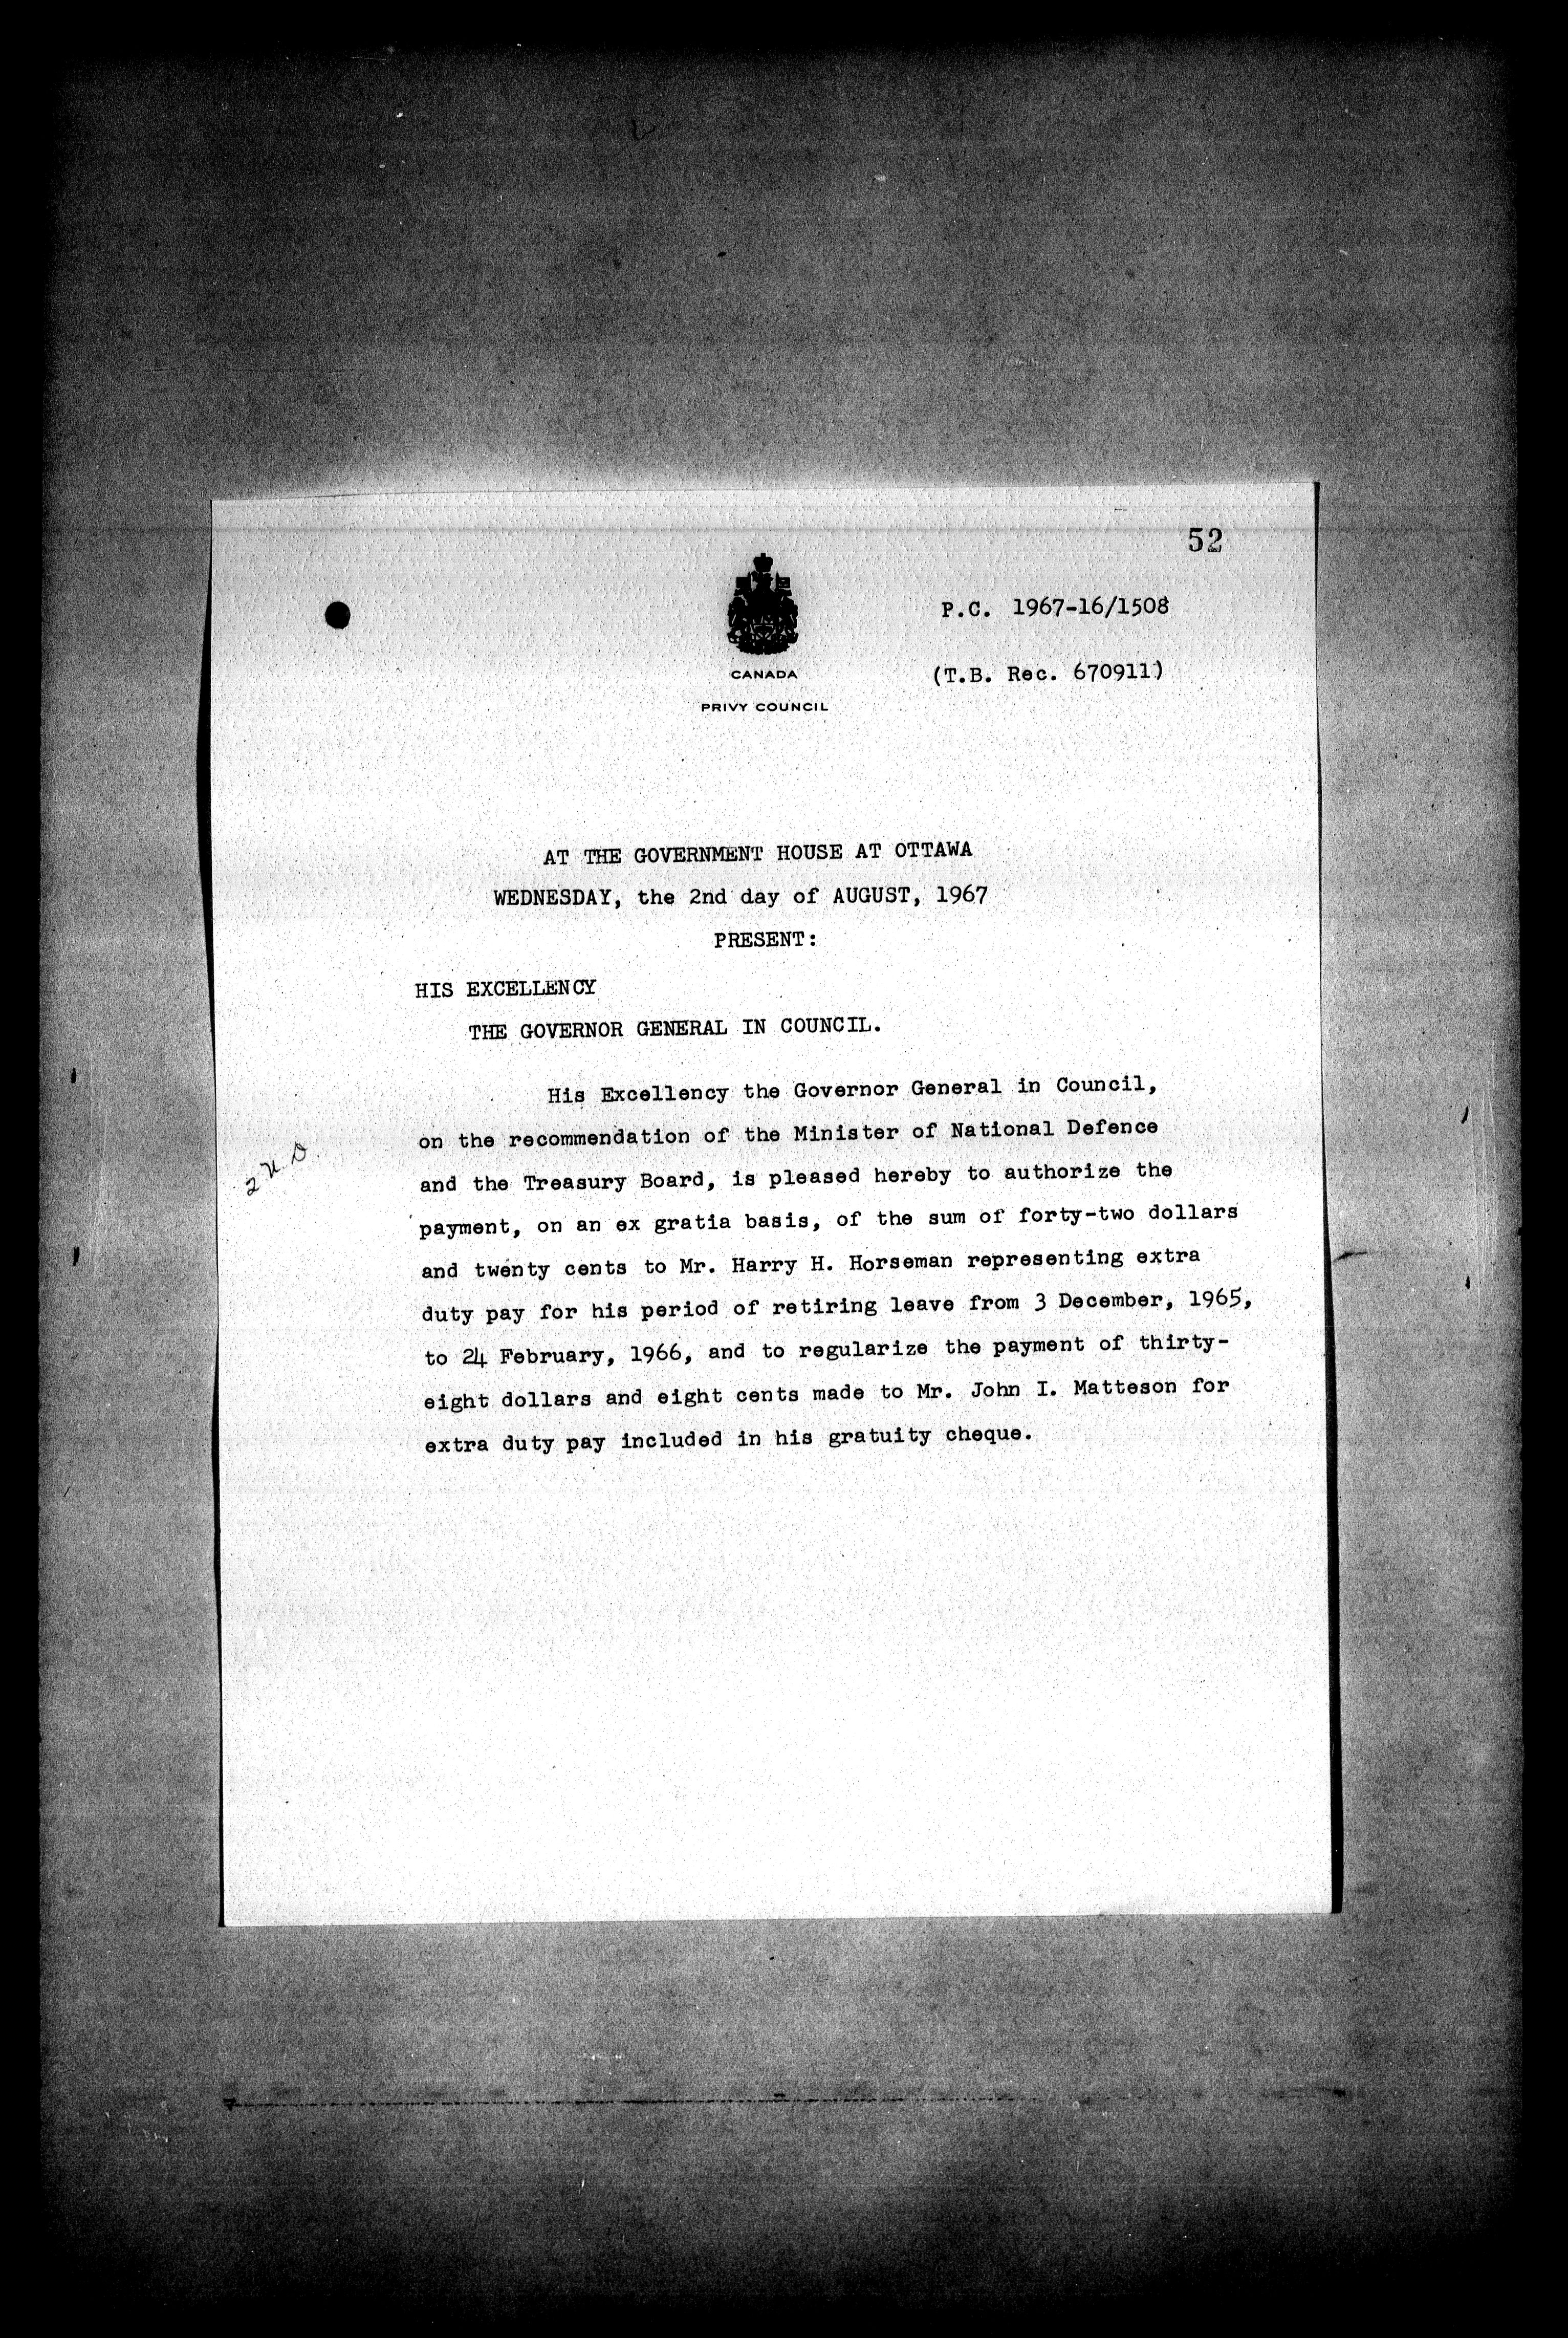 52
P.C. 1967-16/1508
(T.B. Rec. 670911)
CANADA
PRIVY COUNCIL
AT THE GOVERNMENT HOUSE AT OTTAWA
WEDNESDAY, the 2nd day of AUGUST, 1967
PRESENT:
HIS EXCELLENCY
THE GOVERNOR GENERAL IN COUNCIL.
His Excellency the Governor General in Council,
on the recommendation of the Minister of National Defence
and the Treasury Board, is pleased hereby to authorize the
payment, on an ex gratia basis, of the sum of forty-two dollars
and twenty cents to Mr. Harry H. Horseman representing extra
duty pay for his period of retiring leave from 3 December, 1965,
to 24 February, 1966, and to regularize the payment of thirty-
eight dollars and eight cents made to Mr. John I. Matteson for
extra duty pay included in his gratuity cheque.